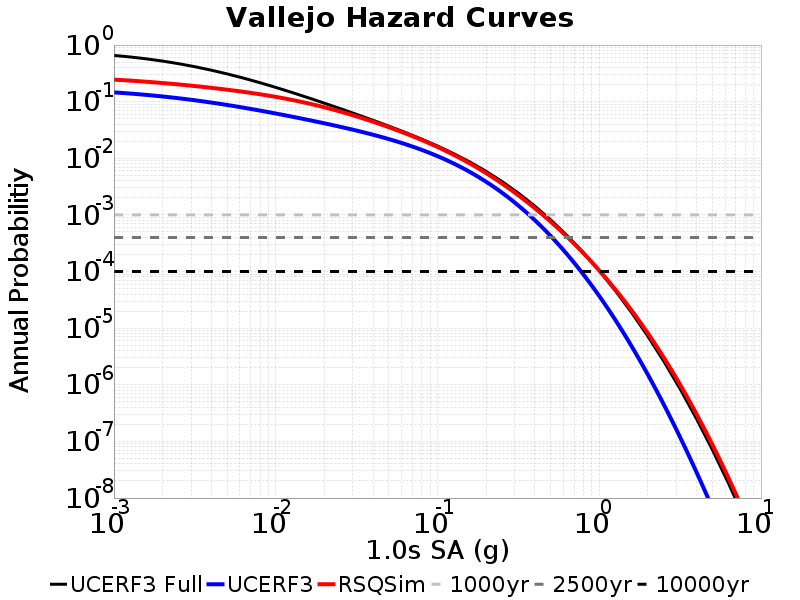 Vallejo Hazard Curves
Annual Probabilitiy
10^0
10^-1
10^-2
10^-3
10^-4
10^-5
10^-6
10^-7
10^-8
10^-3 10^-2 10^-1 10^0 10^1
1.0s SA (g)
UCERF3 Full UCERF3 RSQSim 1000yr 2500yr 10000yr